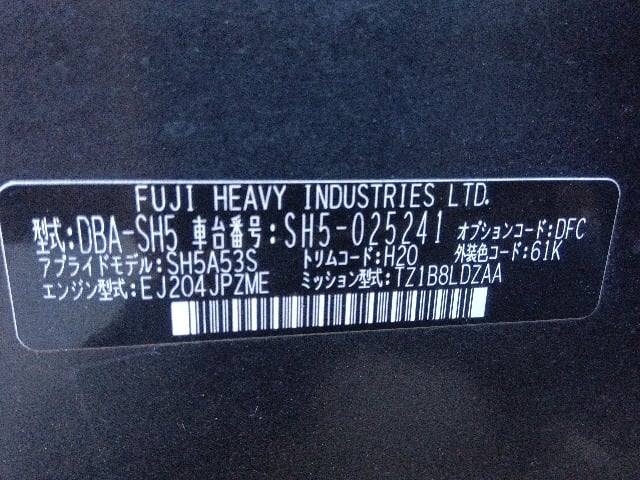 FUJI HEAVY INDUSTRIES LTD.
型式:DBA-SH5 車台番号:SH5-025241 オプションコード:DFC
アプライドモデル:SH5A53S トリムコード:H20 外装色コード:61K
エンジン型式:EJ204JPZME ミッション型式:TZ1B8LDZAA